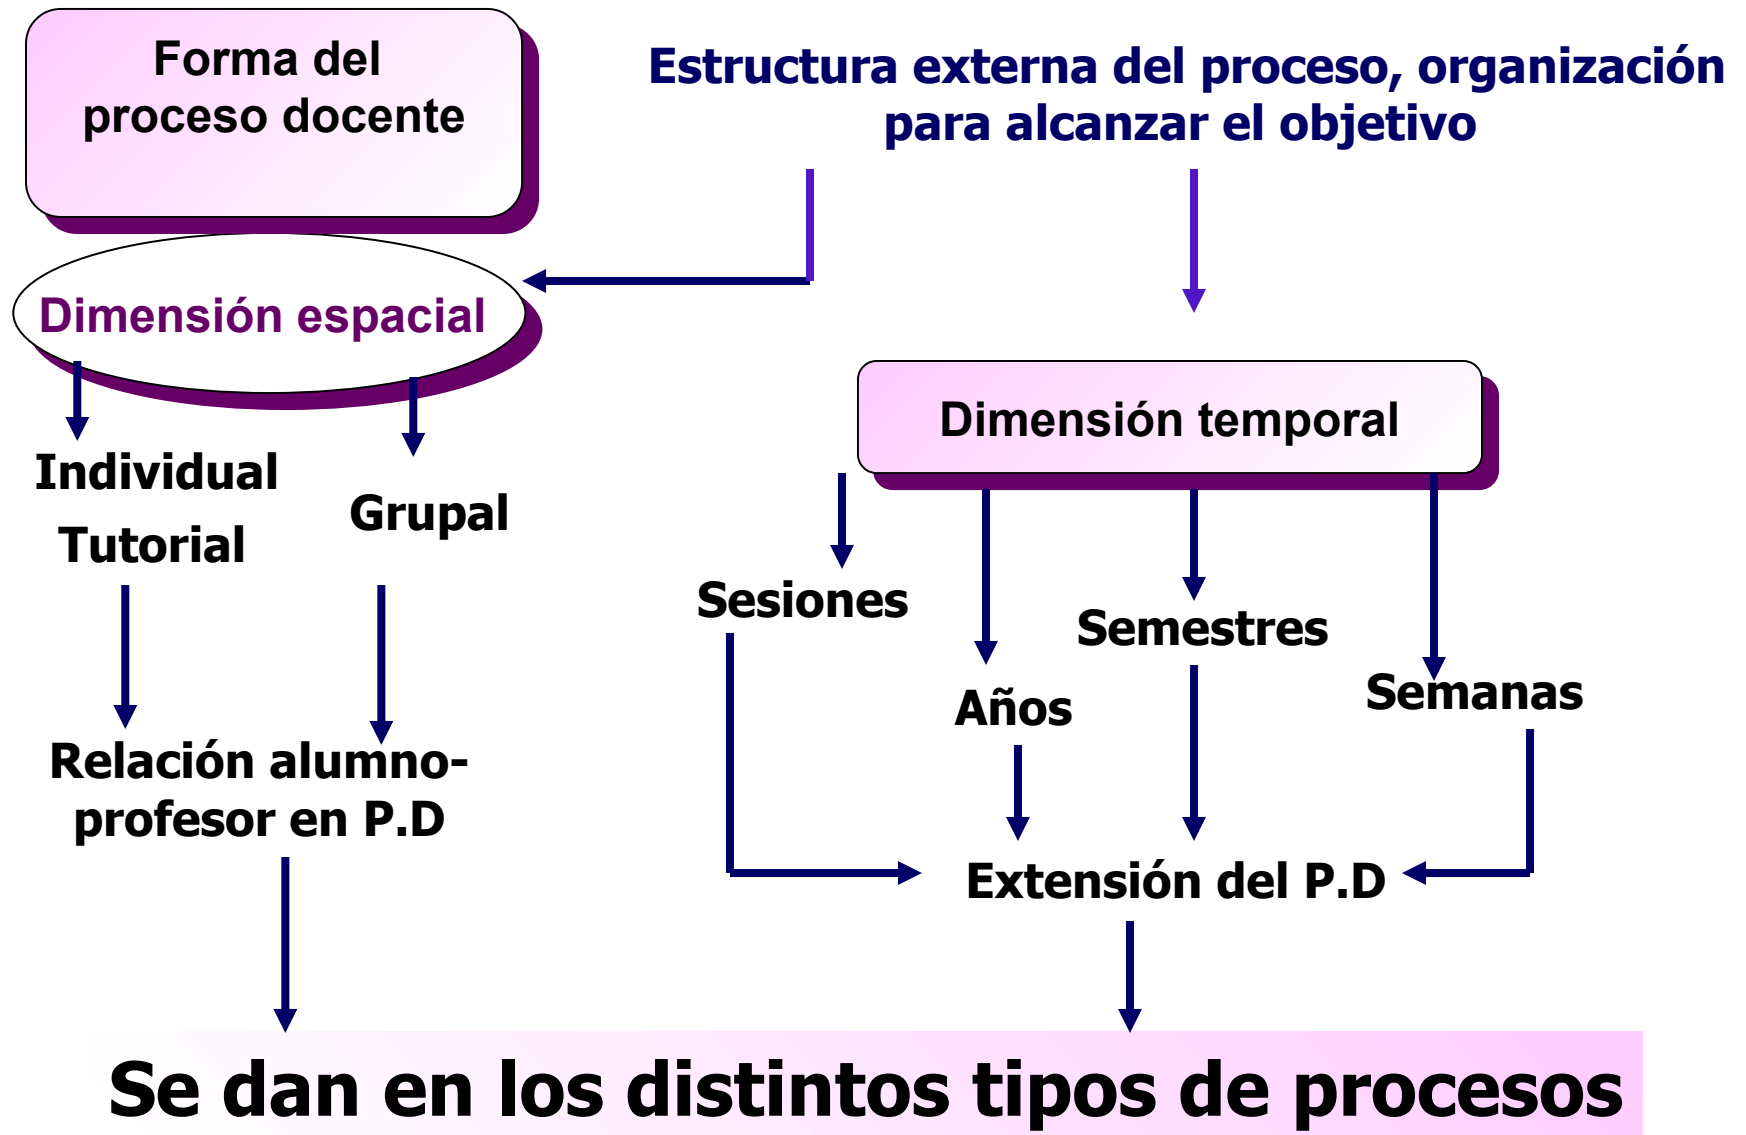 Forma del
proceso docente
Estructura externa del proceso, organización
para alcanzar el objetivo
Dimensión espacial
Dimensión temporal
Individual
Tutorial
Grupal
Sesiones
Semestres
Años
Semanas
Relación alumno-
profesor en P.D
Extensión del P.D
Se dan en los distintos tipos de procesos